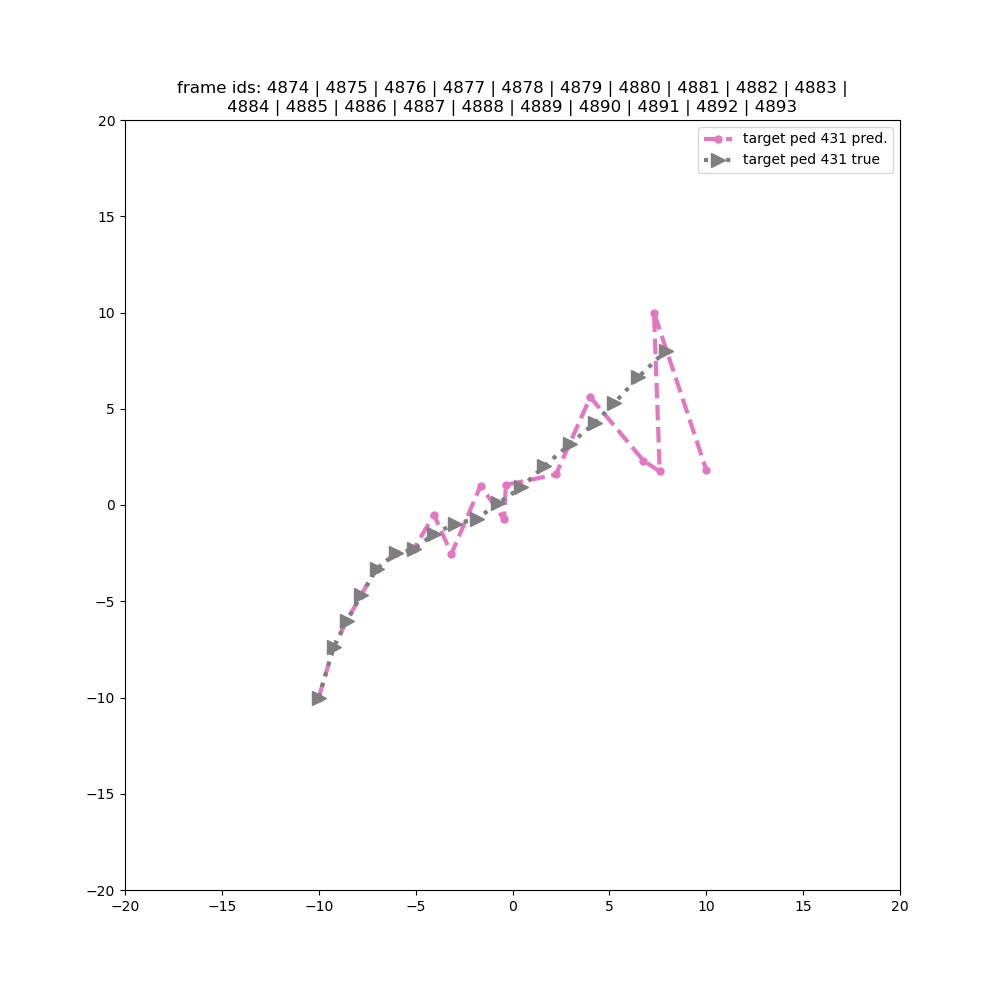 frame ids: 4874 | 4875 | 4876 | 4877 | 4878 | 4879 | 4880 | 4881 | 4882 | 4883 |
4884 | 4885 | 4886 | 4887 | 4888 | 4889 | 4890 | 4891 | 4892 | 4893
target ped 431 pred.
target ped 431 true
20
15
10
5
0
−5
−10
−15
−20
−20 −15 −10 −5 0 5 10 15 20